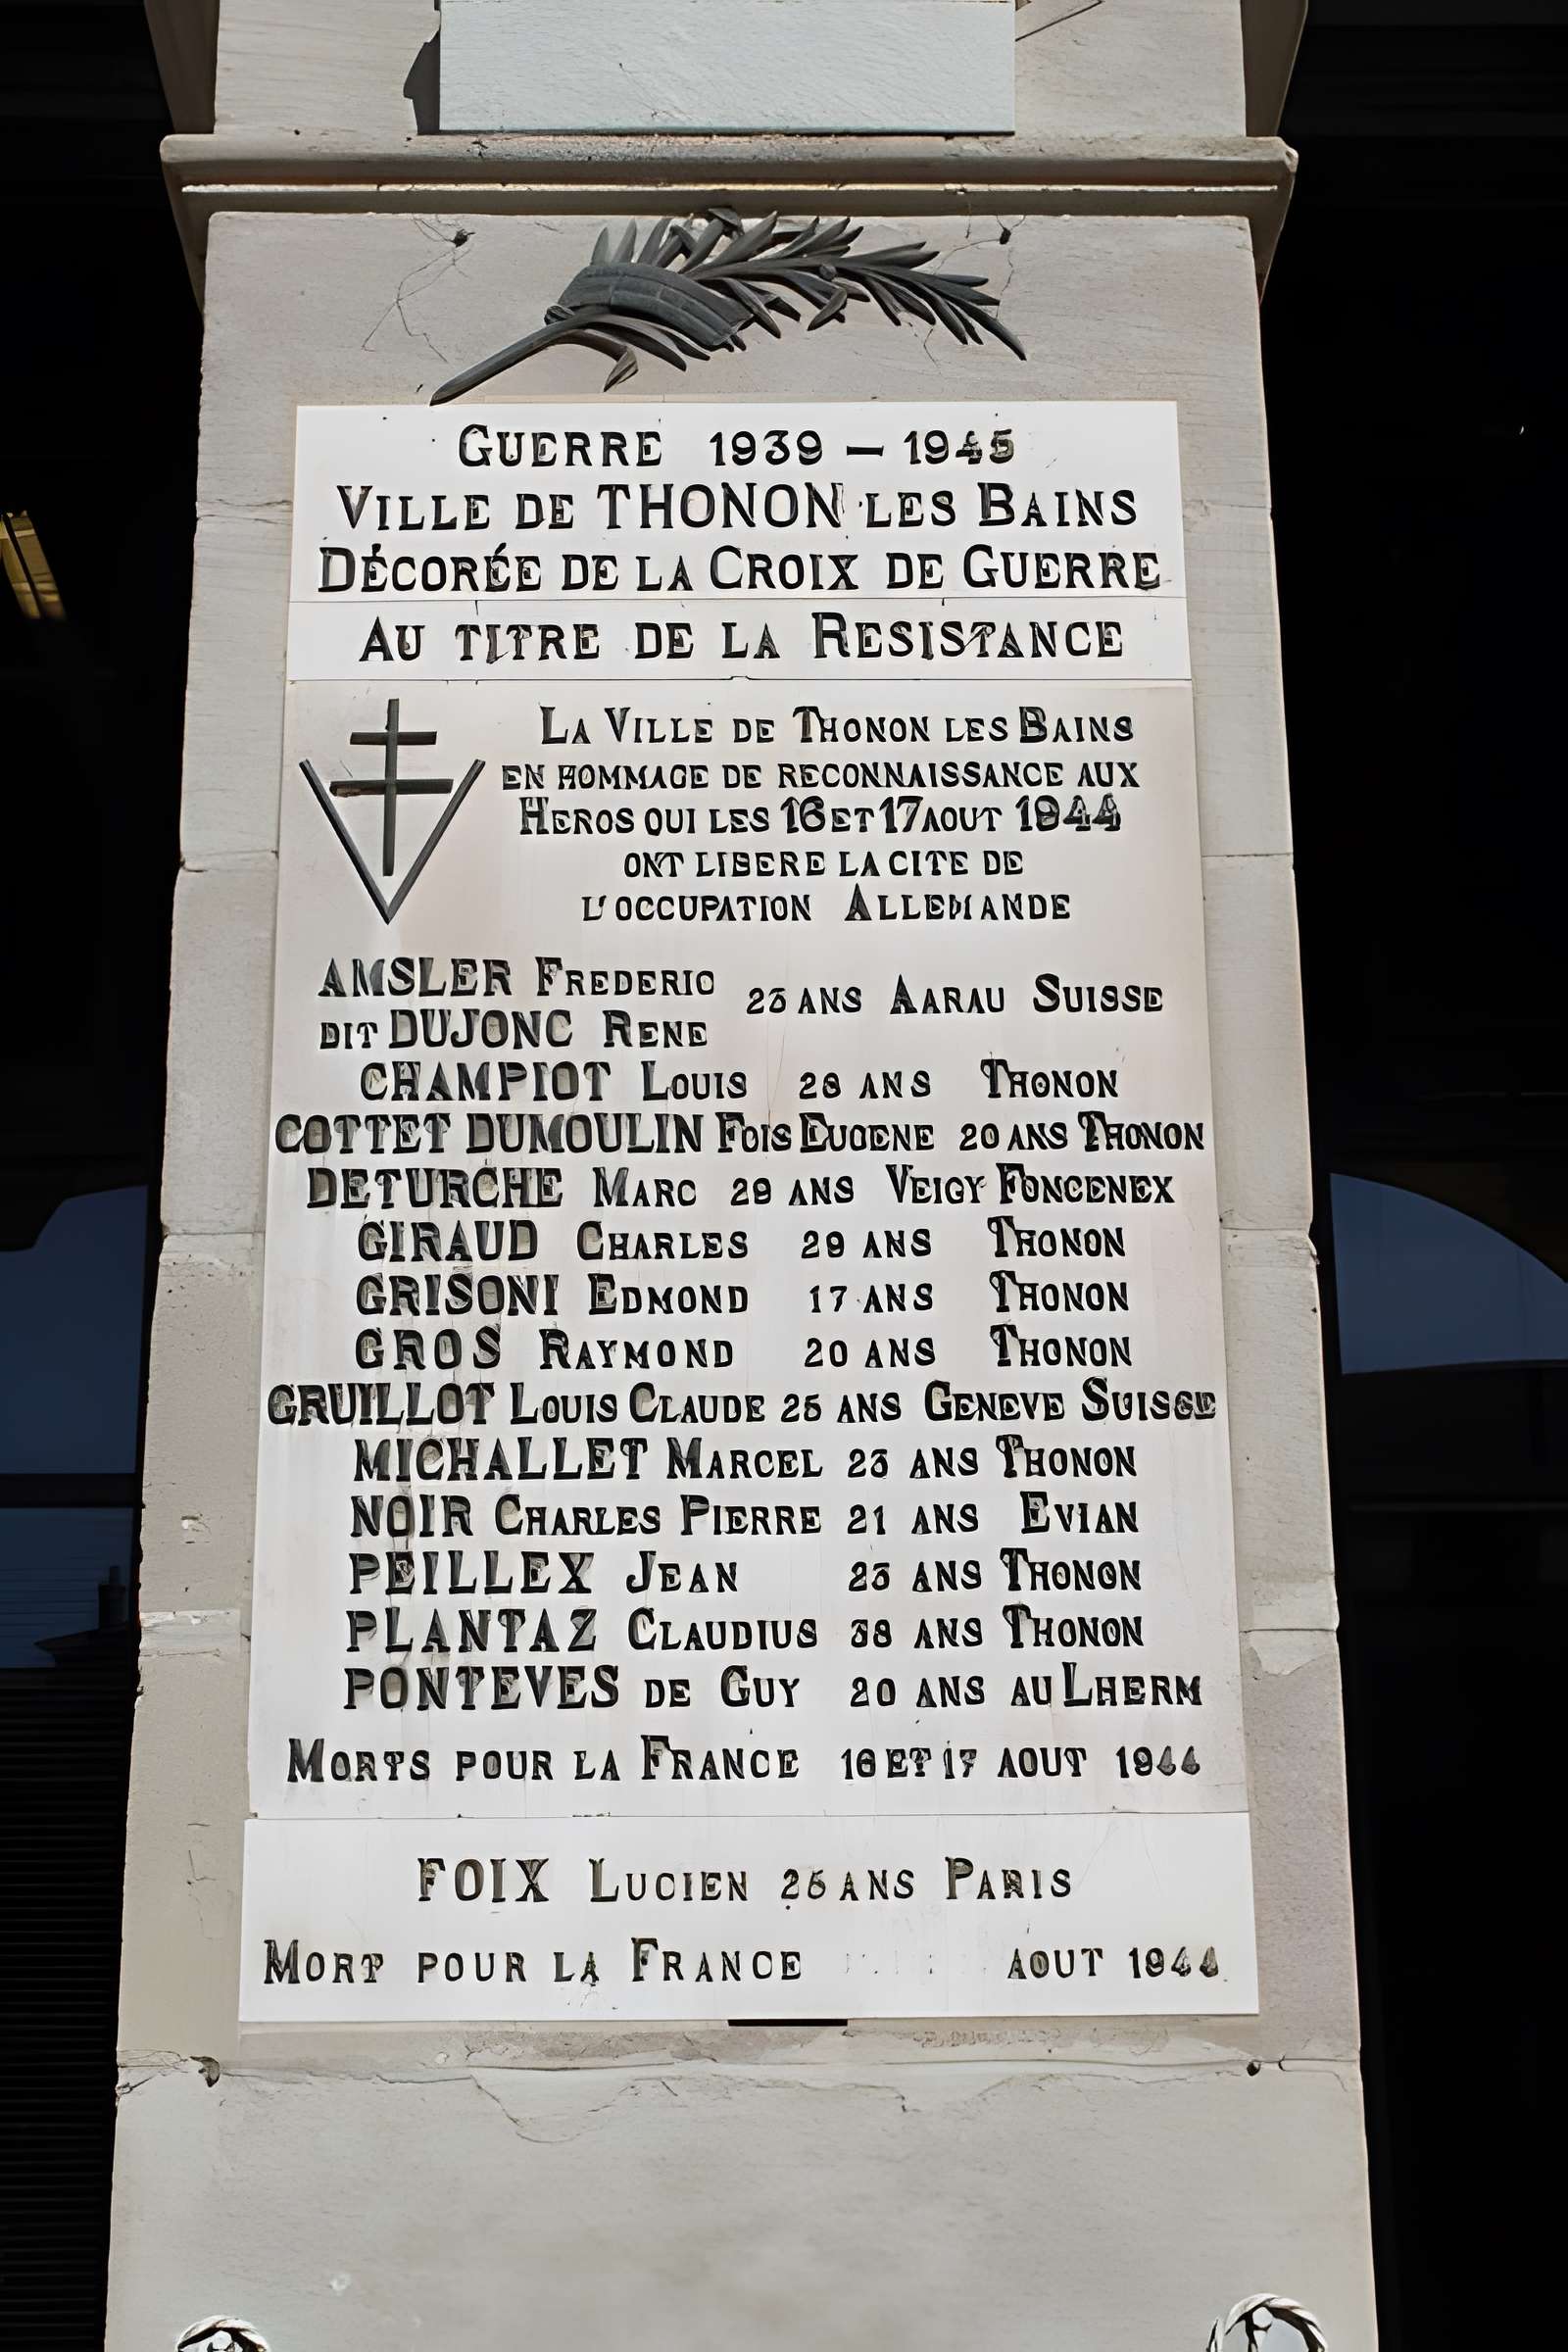 GUERRE 1939 — 1945
VILLE DE THONON LES BAINS
DÉCORÉE DE LA CROIX DE GUERRE
AU TITRE DE LA RESISTANCE
LA VILLE DE THONON LES BAINS
EN HOMMAGE DE RECONNAISSANCE AUX
HEROS QUI LES 16 ET 17 AOUT 1944
ONT LIBERE LA CITE DE
L'OCCUPATION ALLEMANDE
AMSLER FREDERIC
DIT DUJONC RENE 23 ANS AARAU SUISSE
CHAMPIOT LOUIS 28 ANS THONON
COTTET DUMOULIN FOIS EUGENE 20 ANS THONON
DETURCHE MARC 29 ANS VEIGY FONCENEX
GIRAUD CHARLES 29 ANS THONON
GRISONI EDMOND 17 ANS THONON
GROS RAYMOND 20 ANS THONON
GRUILLOT LOUIS CLAUDE 25 ANS GENEVE SUISSE
MICHALLET MARCEL 23 ANS THONON
NOIR CHARLES PIERRE 21 ANS EVIAN
PEILLEX JEAN 23 ANS THONON
PLANTAZ CLAUDIUS 38 ANS THONON
PONTEVES DE GUY 20 ANS AU LHERM
MORTS POUR LA FRANCE 16 ET 17 AOUT 1944
FOIX LUCIEN ANS PARIS
MORT POUR LA FRANCE AOUT 1944